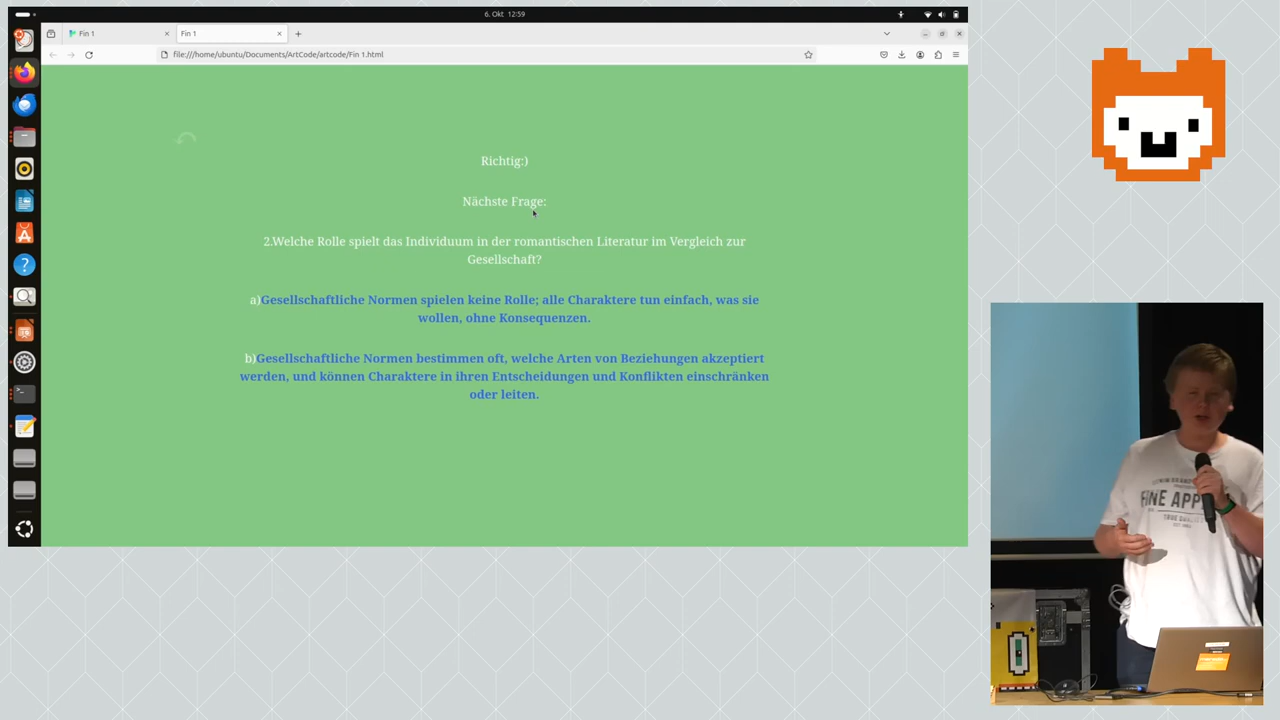 6. Okt 12:59
Fin 1
Fin 1
file:///home/ubuntu/Documents/ArtCode/artcode/Fin 1.html
Richtig:)
Nächste Frage:
2.Welche Rolle spielt das Individuum in der romantischen Literatur im Vergleich zur
Gesellschaft?
a)Gesellschaftliche Normen spielen keine Rolle; alle Charaktere tun einfach, was sie
wollen, ohne Konsequenzen.
b)Gesellschaftliche Normen bestimmen oft, welche Arten von Beziehungen akzeptiert
werden, und können Charaktere in ihren Entscheidungen und Konflikten einschränken
oder leiten.